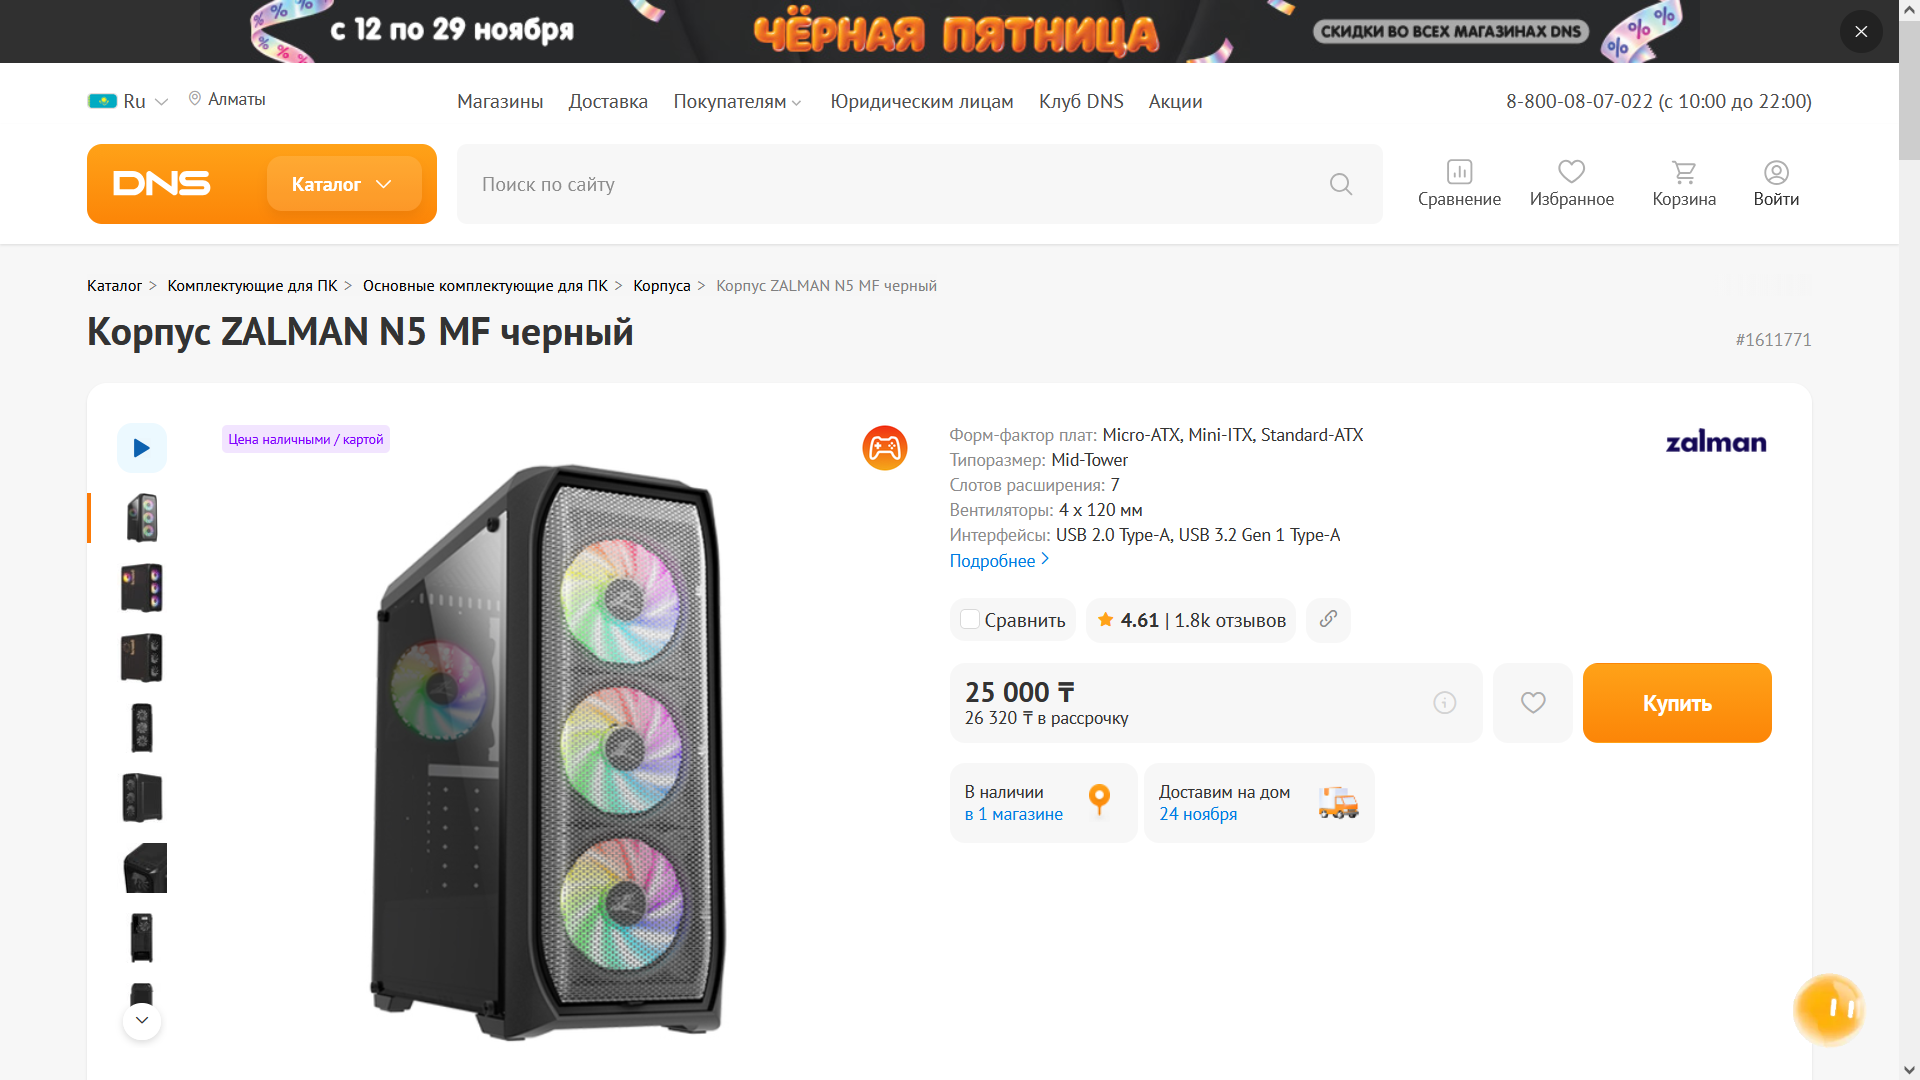 с 12 по 29 ноября
ЧЁРНАЯ ПЯТНИЦА
СКИДКИ ВО ВСЕХ МАГАЗИНАХ DNS
Ru
Алматы
Магазины
Доставка
Покупателям
Юридическим лицам
Клуб DNS
Акции
8-800-08-07-022 (с 10:00 до 22:00)
DNS
Каталог
Поиск по сайту
Сравнение
Избранное
Корзина
Войти
Каталог > Комплектующие для ПК > Основные комплектующие для ПК > Корпуса > Корпус ZALMAN N5 MF черный
Корпус ZALMAN N5 MF черный
#1611771
Цена наличными / картой
Форм-фактор плат: Micro-ATX, Mini-ITX, Standard-ATX
Типоразмер: Mid-Tower
Слотов расширения: 7
Вентиляторы: 4 x 120 мм
Интерфейсы: USB 2.0 Type-A, USB 3.2 Gen 1 Type-A
Подробнее
zalman
Сравнить
4.61 | 1.8k отзывов
25 000 ₸
26 320 ₸ в рассрочку
Купить
В наличии
в 1 магазине
Доставим на дом
24 ноября